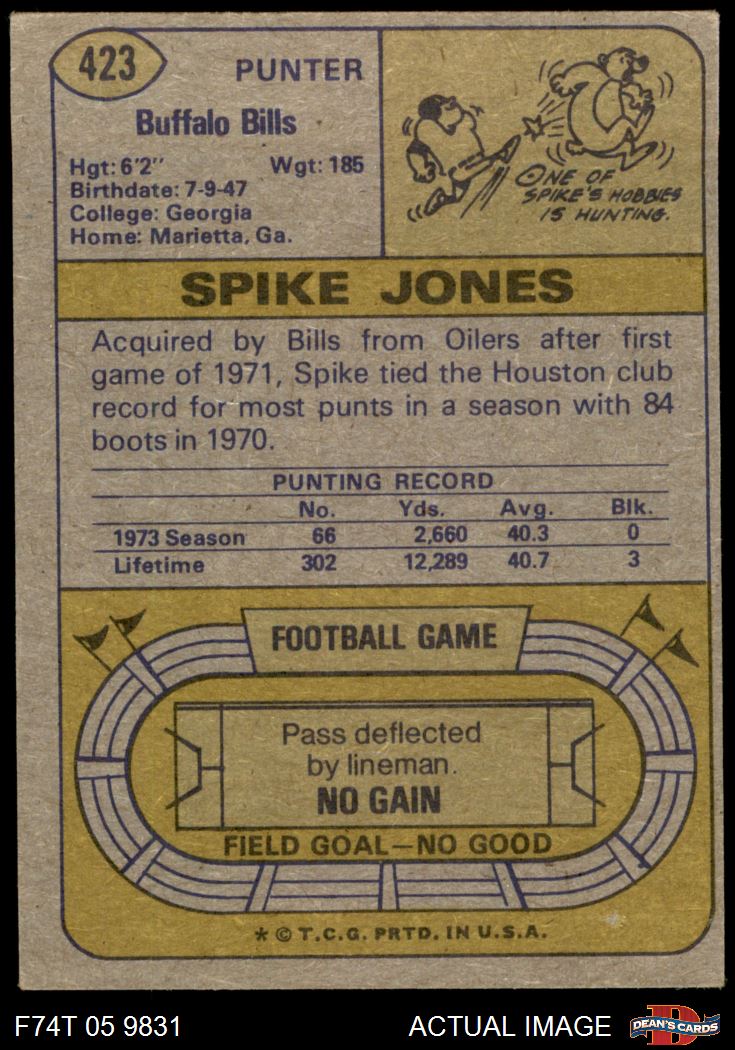 423
PUNTER
Buffalo Bills
Hgt: 6'2" Wgt: 185
Birthdate: 7-9-47
College: Georgia
Home: Marietta, Ga.
ONE OF
SPIKE'S HOBBIES
IS HUNTING.
SPIKE JONES
Acquired by Bills from Oilers after first
game of 1971, Spike tied the Houston club
record for most punts in a season with 84
boots in 1970.
PUNTING RECORD
No. Yds. Avg. Blk.
1973 Season 66 2,660 40.3 0
Lifetime 302 12,289 40.7 3
FOOTBALL GAME
Pass deflected
by lineman.
NO GAIN
FIELD GOAL—NO GOOD
* © T.C.G. PRTD. IN U.S.A.
F74T 05 9831 ACTUAL IMAGE D DEAN'S CARDS